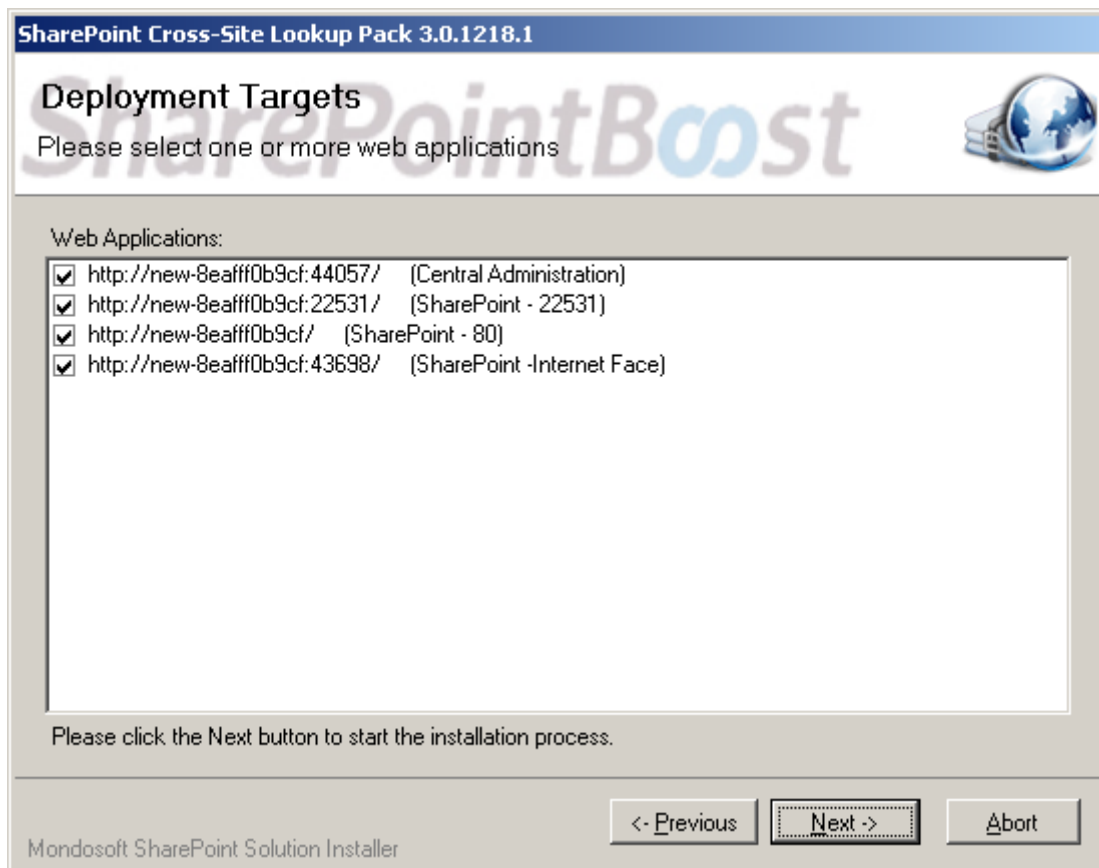 SharePoint Cross-Site Lookup Pack 3.0.1218.1
SharePointBoost
Deployment Targets
Please select one or more web applications
Web Applications:
http://new-8eafff0b9cf:44057/ (Central Administration)
http://new-8eafff0b9cf:22531/ (SharePoint - 22531)
http://new-8eafff0b9cf/ (SharePoint - 80)
http://new-8eafff0b9cf:43698/ (SharePoint -Internet Face)
Please click the Next button to start the installation process.
<- Previous
Next ->
Abort
Mondosoft SharePoint Solution Installer